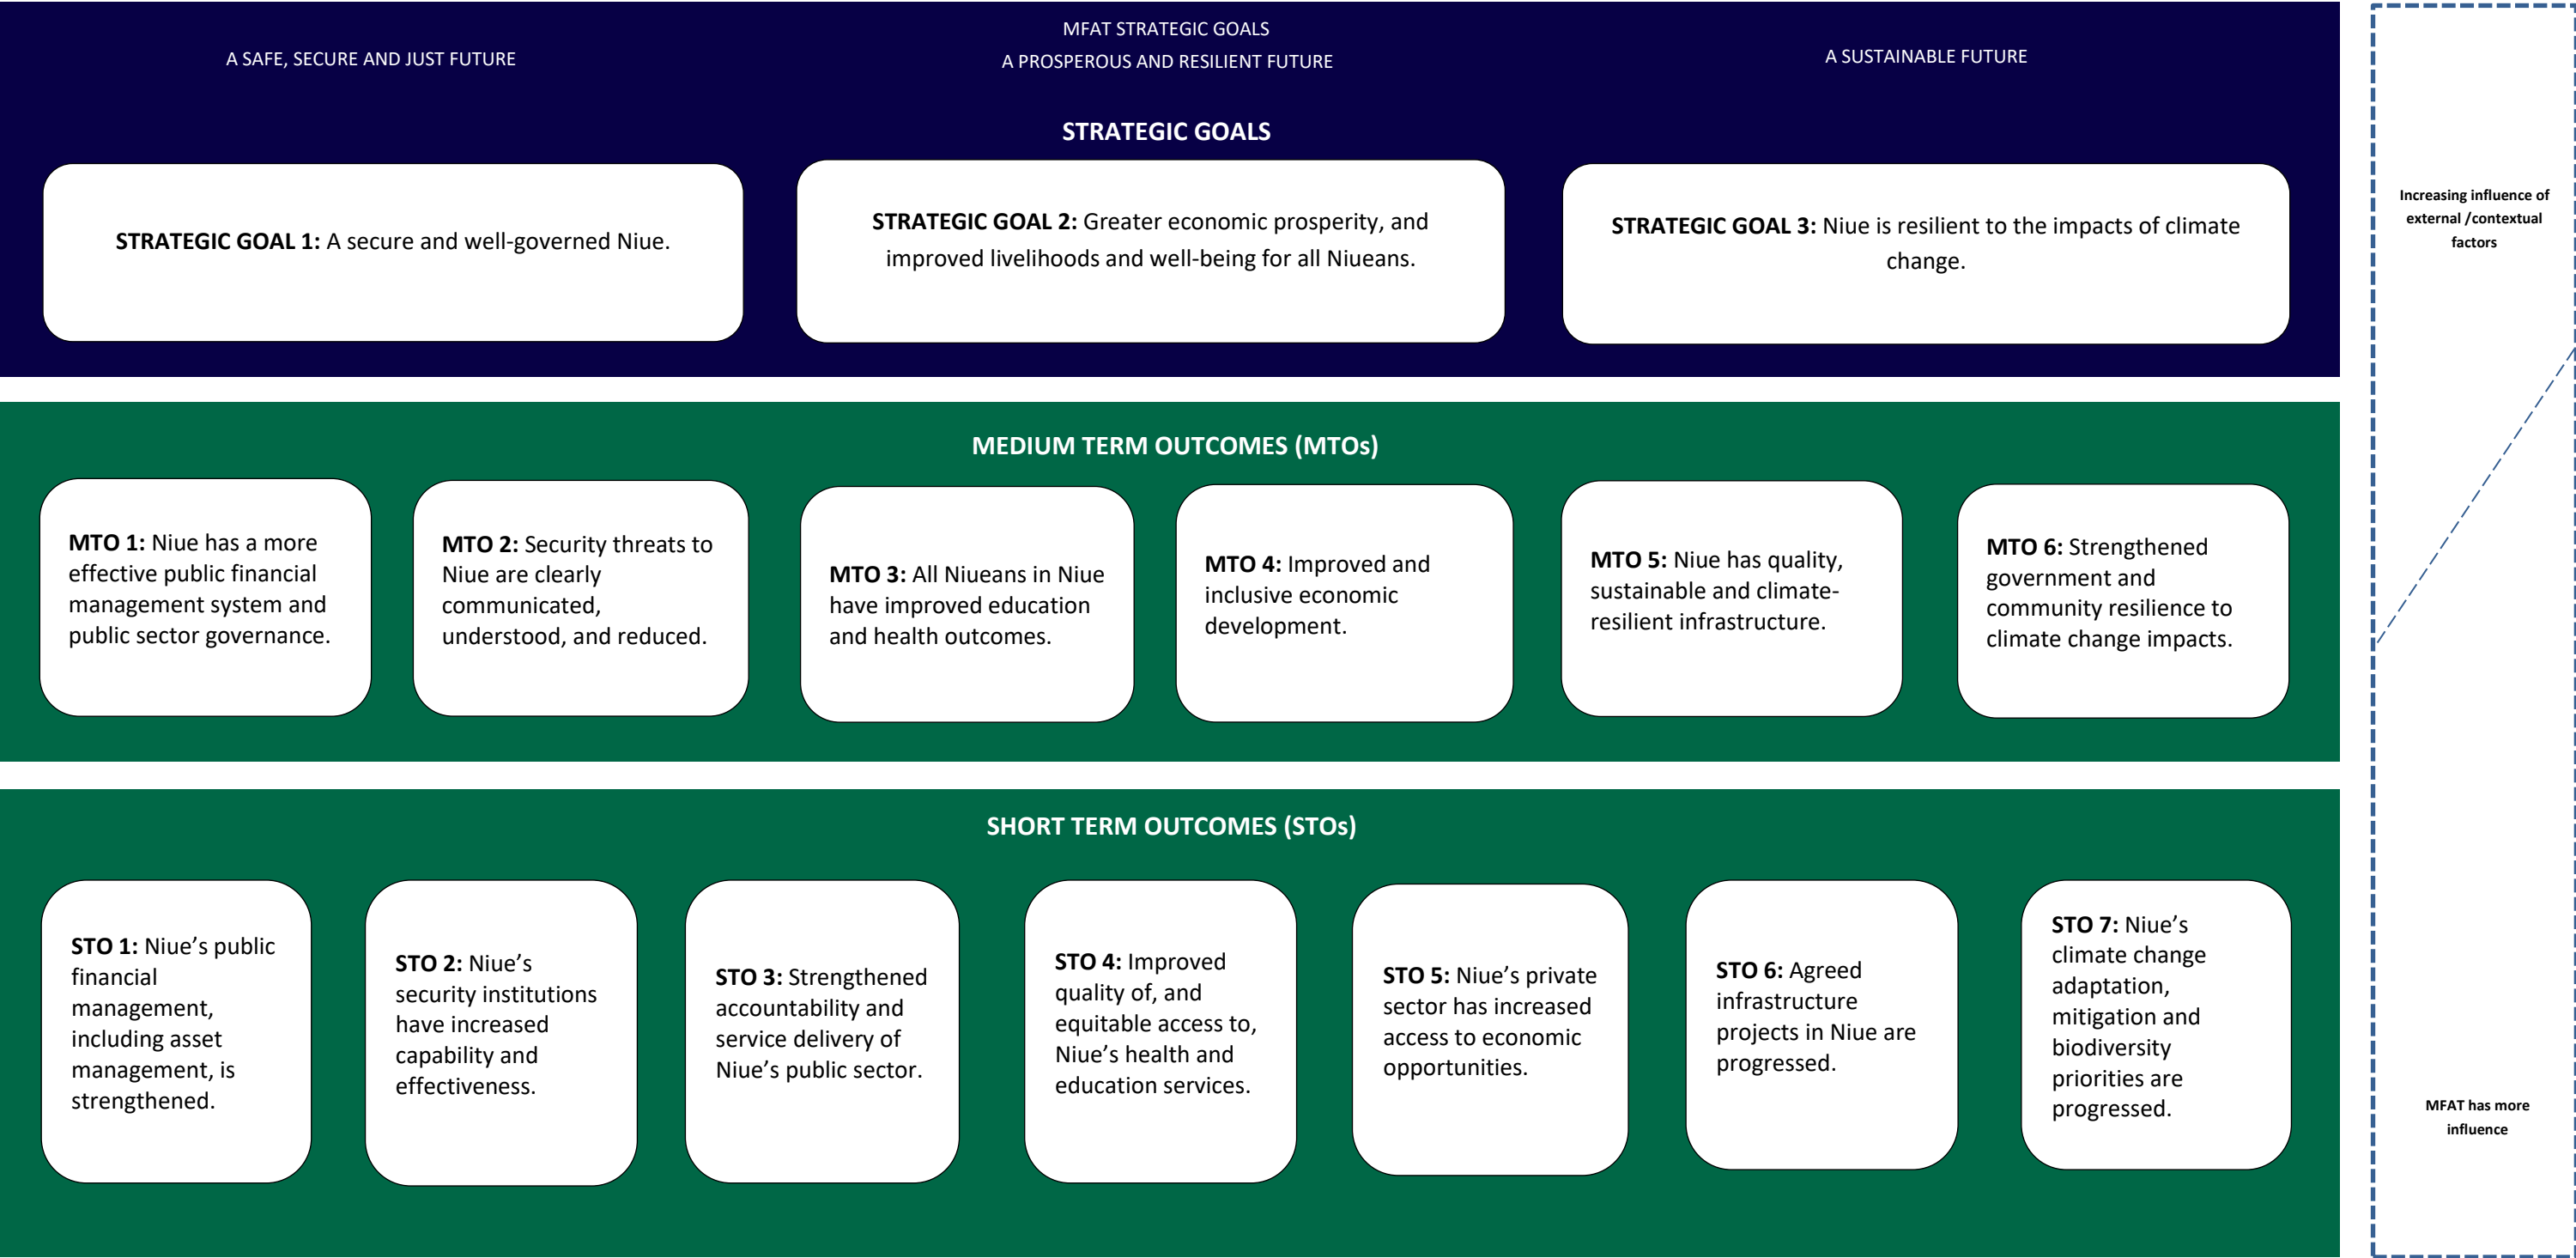 MFAT STRATEGIC GOALS
A SAFE, SECURE AND JUST FUTURE
A PROSPEROUS AND RESILIENT FUTURE
A SUSTAINABLE FUTURE
STRATEGIC GOALS
STRATEGIC GOAL 1: A secure and well-governed Niue.
STRATEGIC GOAL 2: Greater economic prosperity, and
improved livelihoods and well-being for all Niueans.
STRATEGIC GOAL 3: Niue is resilient to the impacts of climate
change.
Increasing influence of
external /contextual
factors
MEDIUM TERM OUTCOMES (MTOs)
MTO 1: Niue has a more
effective public financial
management system and
public sector governance.
MTO 2: Security threats to
Niue are clearly
communicated,
understood, and reduced.
MTO 3: All Niueans in Niue
have improved education
and health outcomes.
MTO 4: Improved and
inclusive economic
development.
MTO 5: Niue has quality,
sustainable and climate-
resilient infrastructure.
MTO 6: Strengthened
government and
community resilience to
climate change impacts.
SHORT TERM OUTCOMES (STOs)
STO 1: Niue’s public
financial
management,
including asset
management, is
strengthened.
STO 2: Niue’s
security institutions
have increased
capability and
effectiveness.
STO 3: Strengthened
accountability and
service delivery of
Niue’s public sector.
STO 4: Improved
quality of, and
equitable access to,
Niue’s health and
education services.
STO 5: Niue’s private
sector has increased
access to economic
opportunities.
STO 6: Agreed
infrastructure
projects in Niue are
progressed.
STO 7: Niue’s
climate change
adaptation,
mitigation and
biodiversity
priorities are
progressed.
MFAT has more
influence